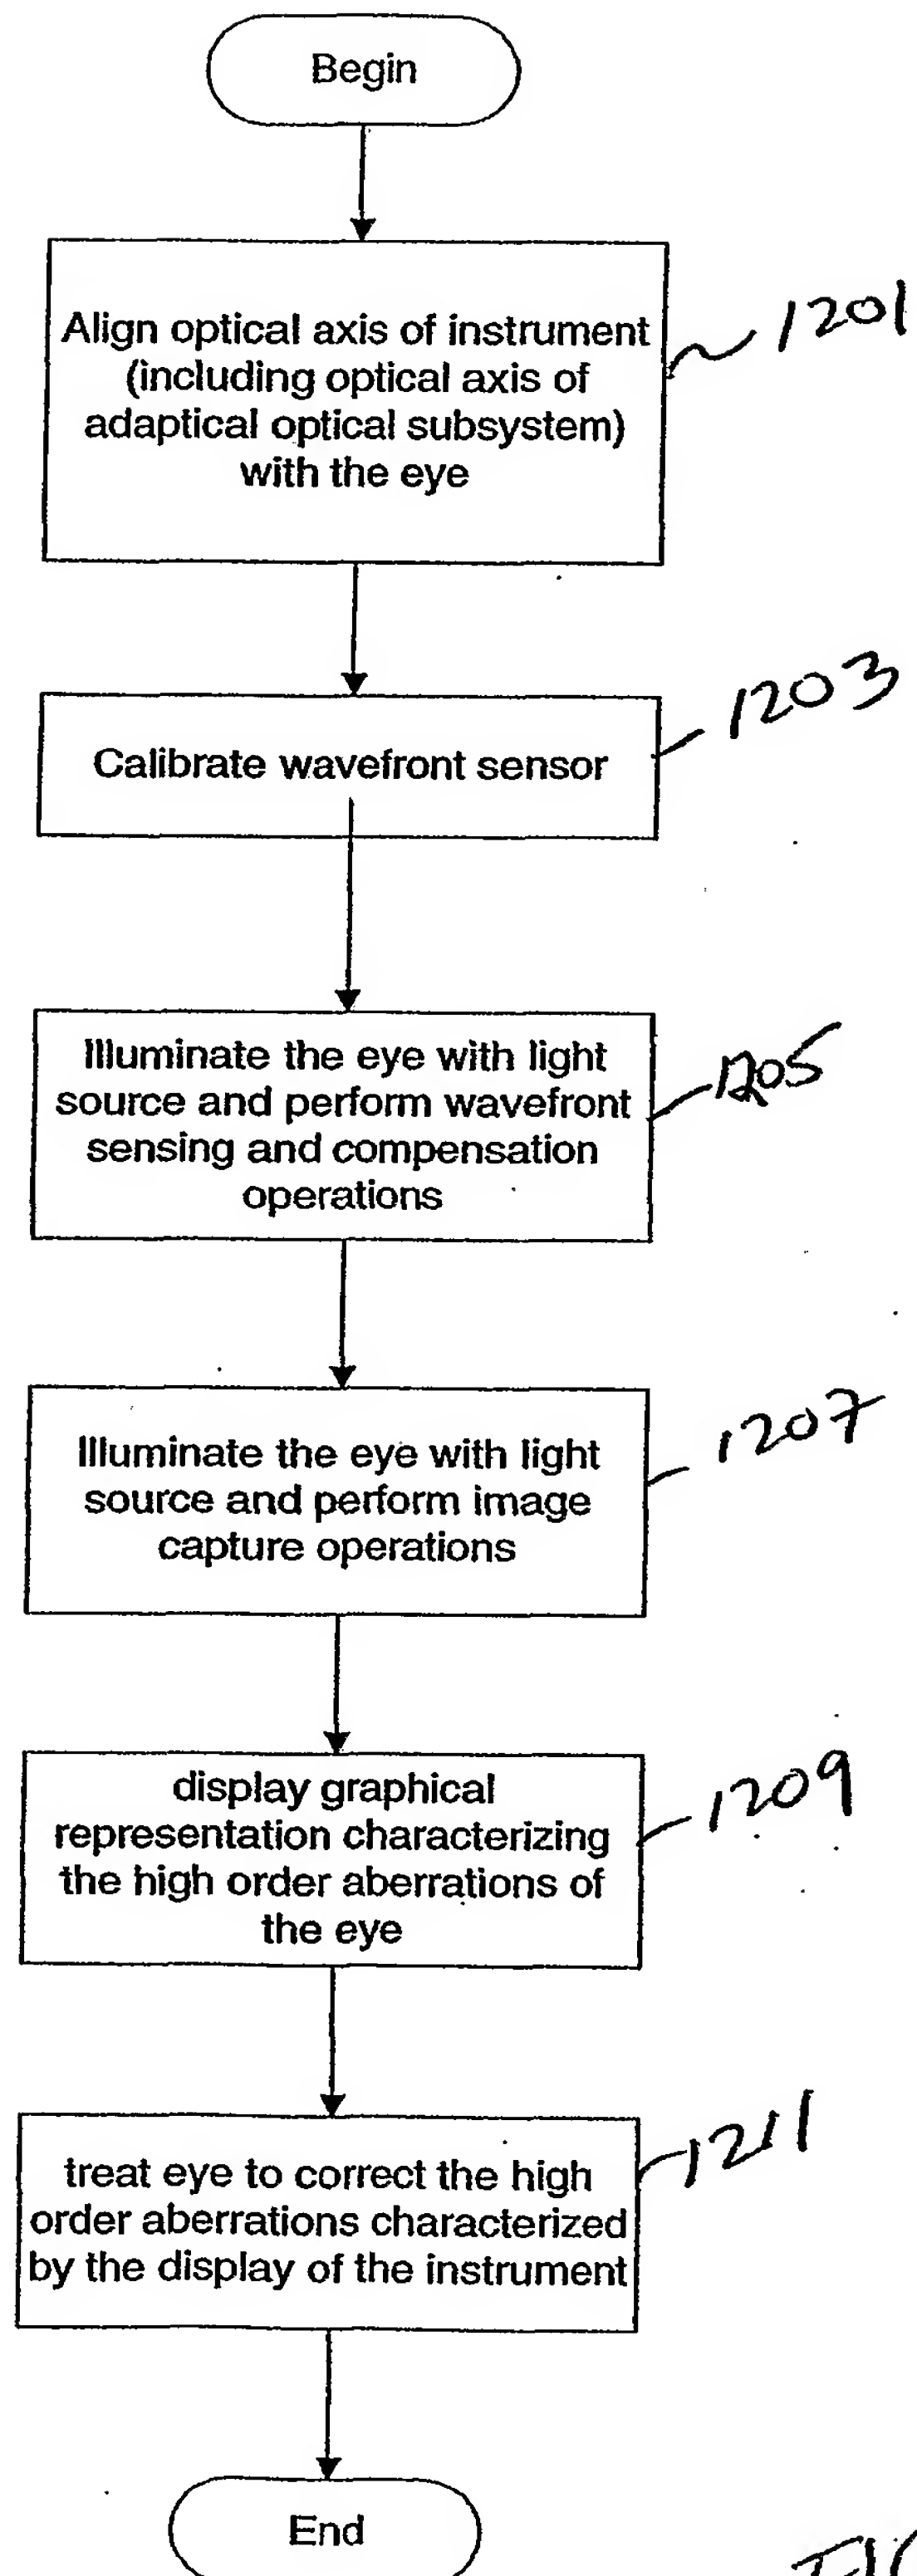 Begin
Align optical axis of instrument
(including optical axis of
adaptical optical subsystem)
with the eye
1201
Calibrate wavefront sensor
1203
Illuminate the eye with light
source and perform wavefront
sensing and compensation
operations
1205
Illuminate the eye with light
source and perform image
capture operations
1207
display graphical
representation characterizing
the high order aberrations of
the eye
1209
treat eye to correct the high
order aberrations characterized
by the display of the instrument
1211
End